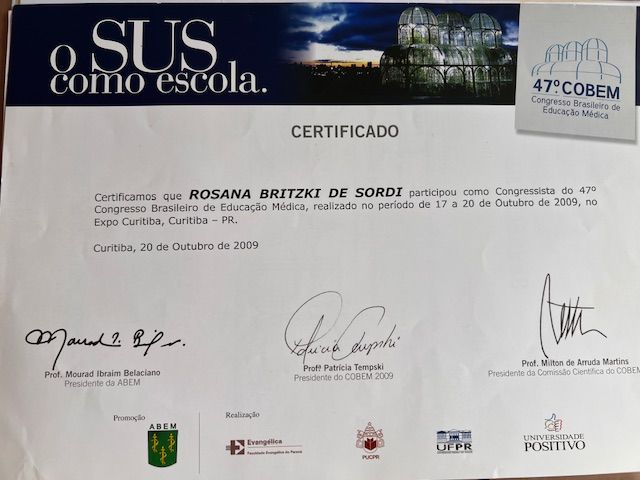 o SUS
como escola.
47º. COBEM
Congresso Brasileiro de
Educação Médica
CERTIFICADO
Certificamos que ROSANA BRITZKI DE SORDI participou como Congressista do 47º
Congresso Brasileiro de Educação Médica, realizado no período de 17 a 20 de Outubro de 2009, no
Expo Curitiba, Curitiba – PR.
Curitiba, 20 de Outubro de 2009
Prof. Mourad Ibraim Belaciano
Presidente da ABEM
Profª Patrícia Tempski
Presidente do COBEM 2009
Prof. Milton de Arruda Martins
Presidente da Comissão Científica do COBEM
Promoção
ABEM
Realização
Evangélica
Faculdade Evangélica do Paraná
PUCPR
UFPR
UNIVERSIDADE
POSITIVO